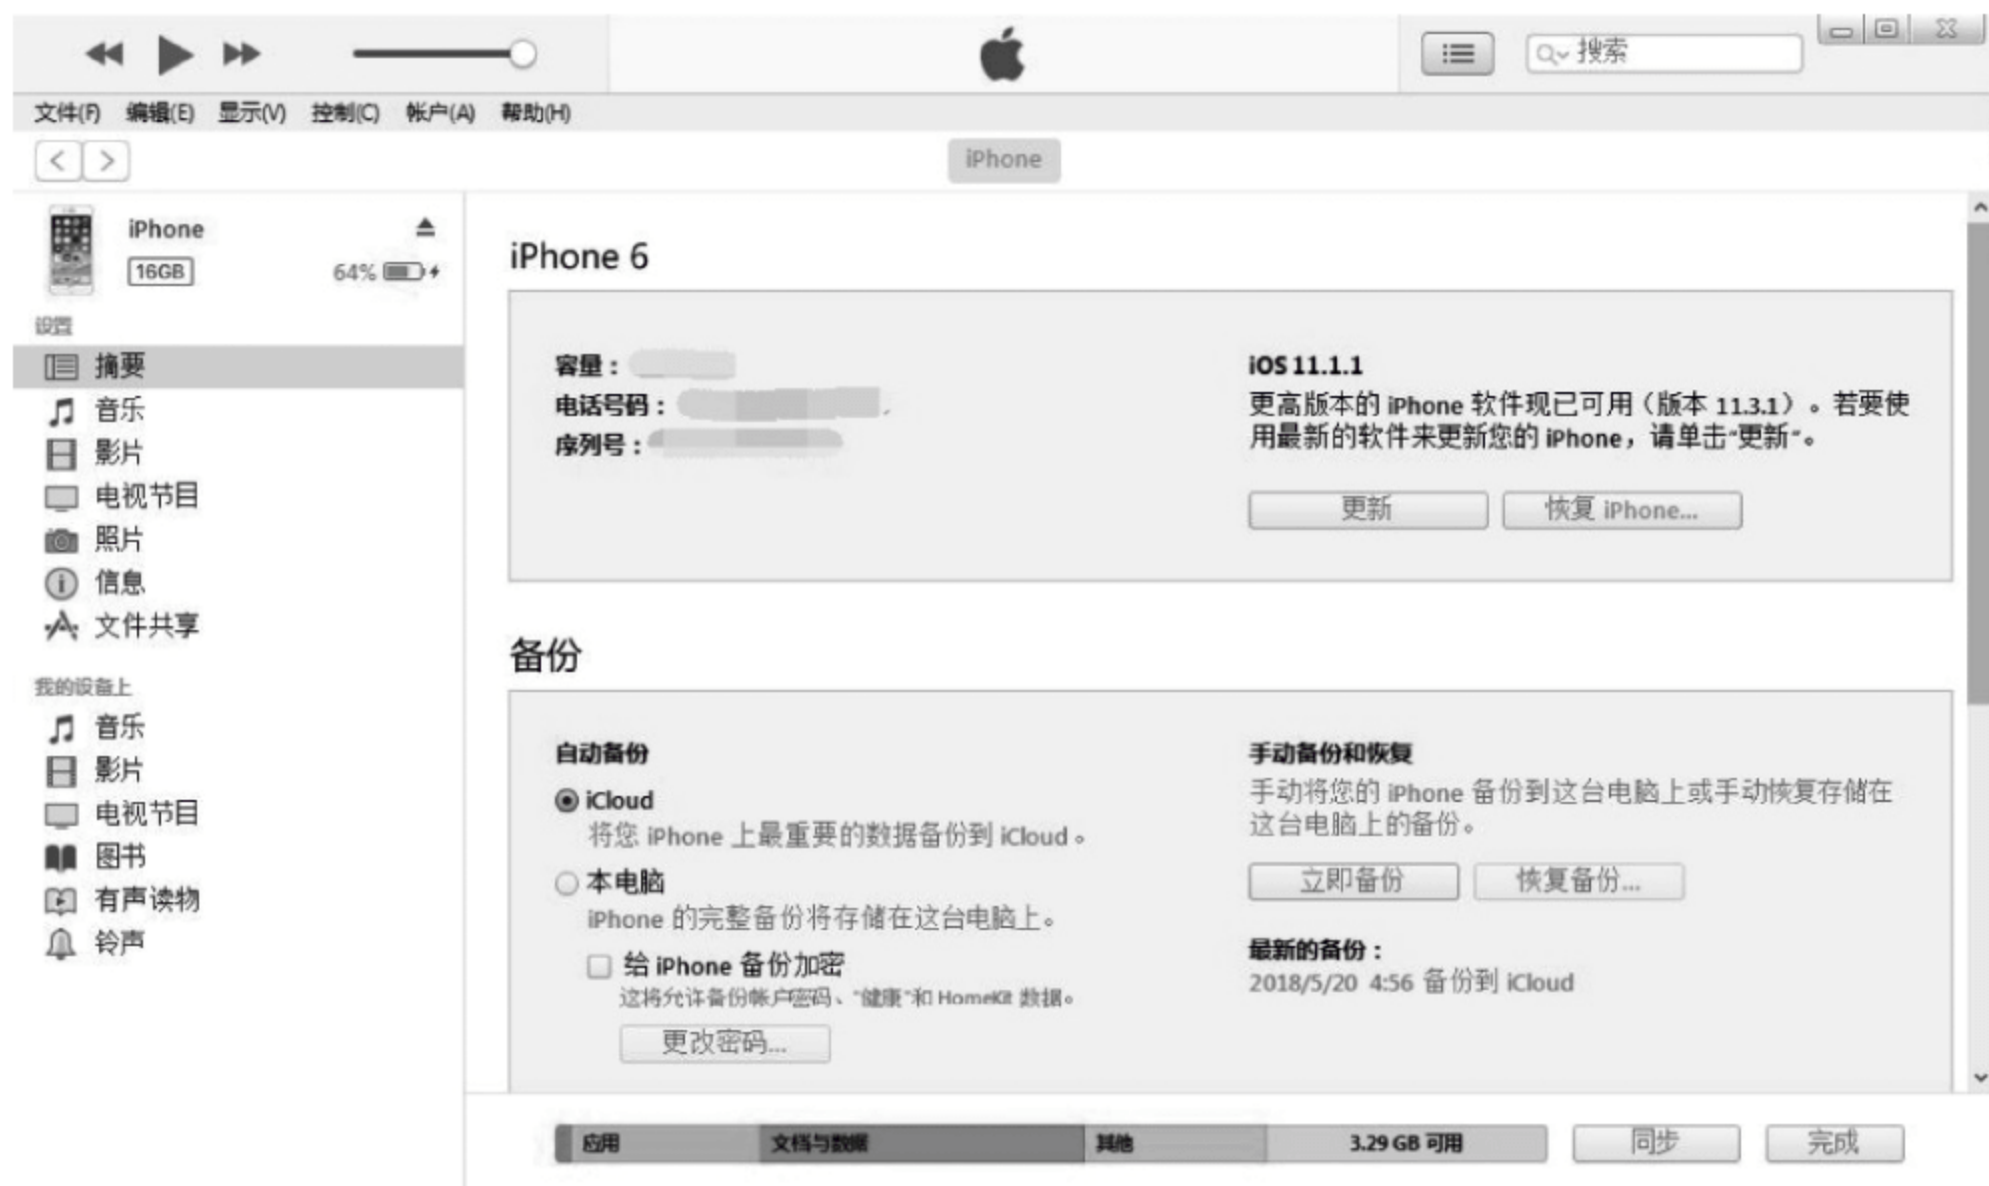 搜索
文件(F) 编辑(E) 显示(V) 控制(C) 帐户(A) 帮助(H)
iPhone
iPhone
16GB 64%
设置
摘要
音乐
影片
电视节目
照片
信息
文件共享
我的设备上
音乐
影片
电视节目
图书
有声读物
铃声
iPhone 6
容量：
电话号码：
序列号：
iOS 11.1.1
更高版本的 iPhone 软件现已可用（版本 11.3.1）。若要使
用最新的软件来更新您的 iPhone，请单击“更新”。
更新 恢复 iPhone...
备份
自动备份
iCloud
将您 iPhone 上最重要的数据备份到 iCloud。
本电脑
iPhone 的完整备份将存储在这台电脑上。
给 iPhone 备份加密
这将允许备份帐户密码、“健康”和 HomeKit 数据。
更改密码...
手动备份和恢复
手动将您的 iPhone 备份到这台电脑上或手动恢复存储在
这台电脑上的备份。
立即备份 恢复备份...
最新的备份：
2018/5/20 4:56 备份到 iCloud
应用 文档与数据 其他 3.29 GB 可用 同步 完成